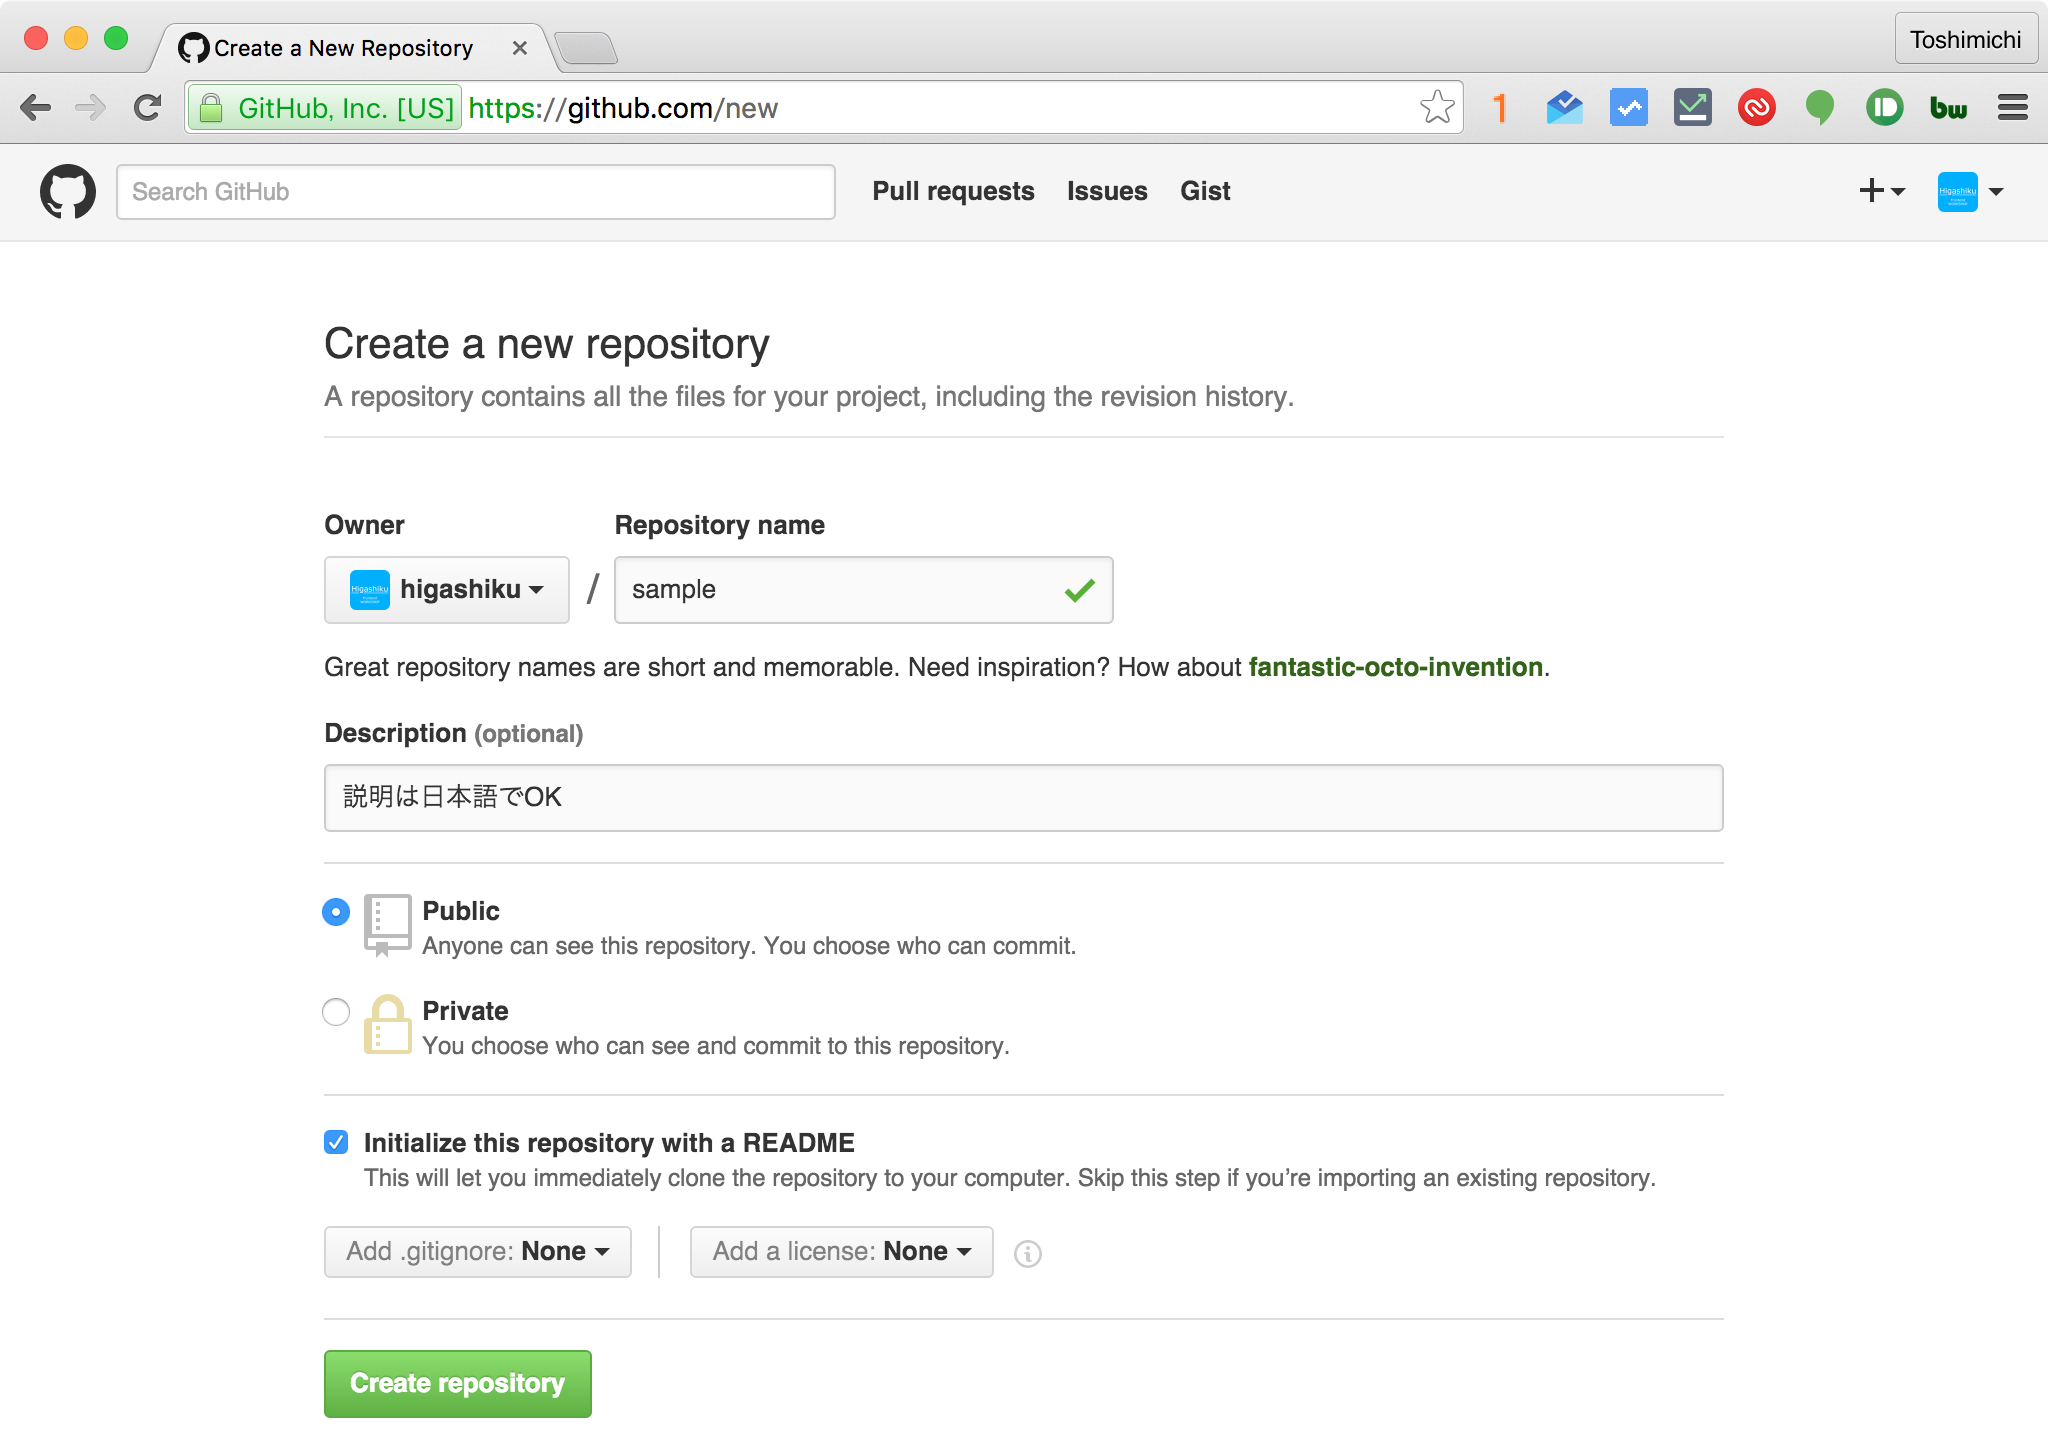 Create a New Repository
Toshimichi
GitHub, Inc. [US] https://github.com/new
1
bw
Search GitHub
Pull requests Issues Gist
Higashiku
Create a new repository
A repository contains all the files for your project, including the revision history.
Owner Repository name
Higashiku higashiku / sample
Great repository names are short and memorable. Need inspiration? How about fantastic-octo-invention.
Description (optional)
説明は日本語でOK
Public
Anyone can see this repository. You choose who can commit.
Private
You choose who can see and commit to this repository.
Initialize this repository with a README
This will let you immediately clone the repository to your computer. Skip this step if you’re importing an existing repository.
Add .gitignore: None Add a license: None
Create repository